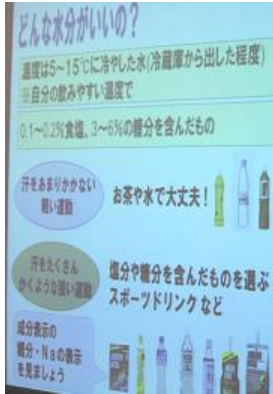 どんな水分がいいの？
温度は5～15℃に冷やした水(冷蔵庫から出した程度)
※自分の飲みやすい温度で
0.1～0.2%食塩、3～6%の糖分を含んだもの
汗をあまりかかない
軽い運動
お茶や水で大丈夫！
汗をたくさん
かくような強い運動
塩分や糖分を含んだものを選ぶ
スポーツドリンク など
成分表示の
糖分・Naの表示
を見ましょう